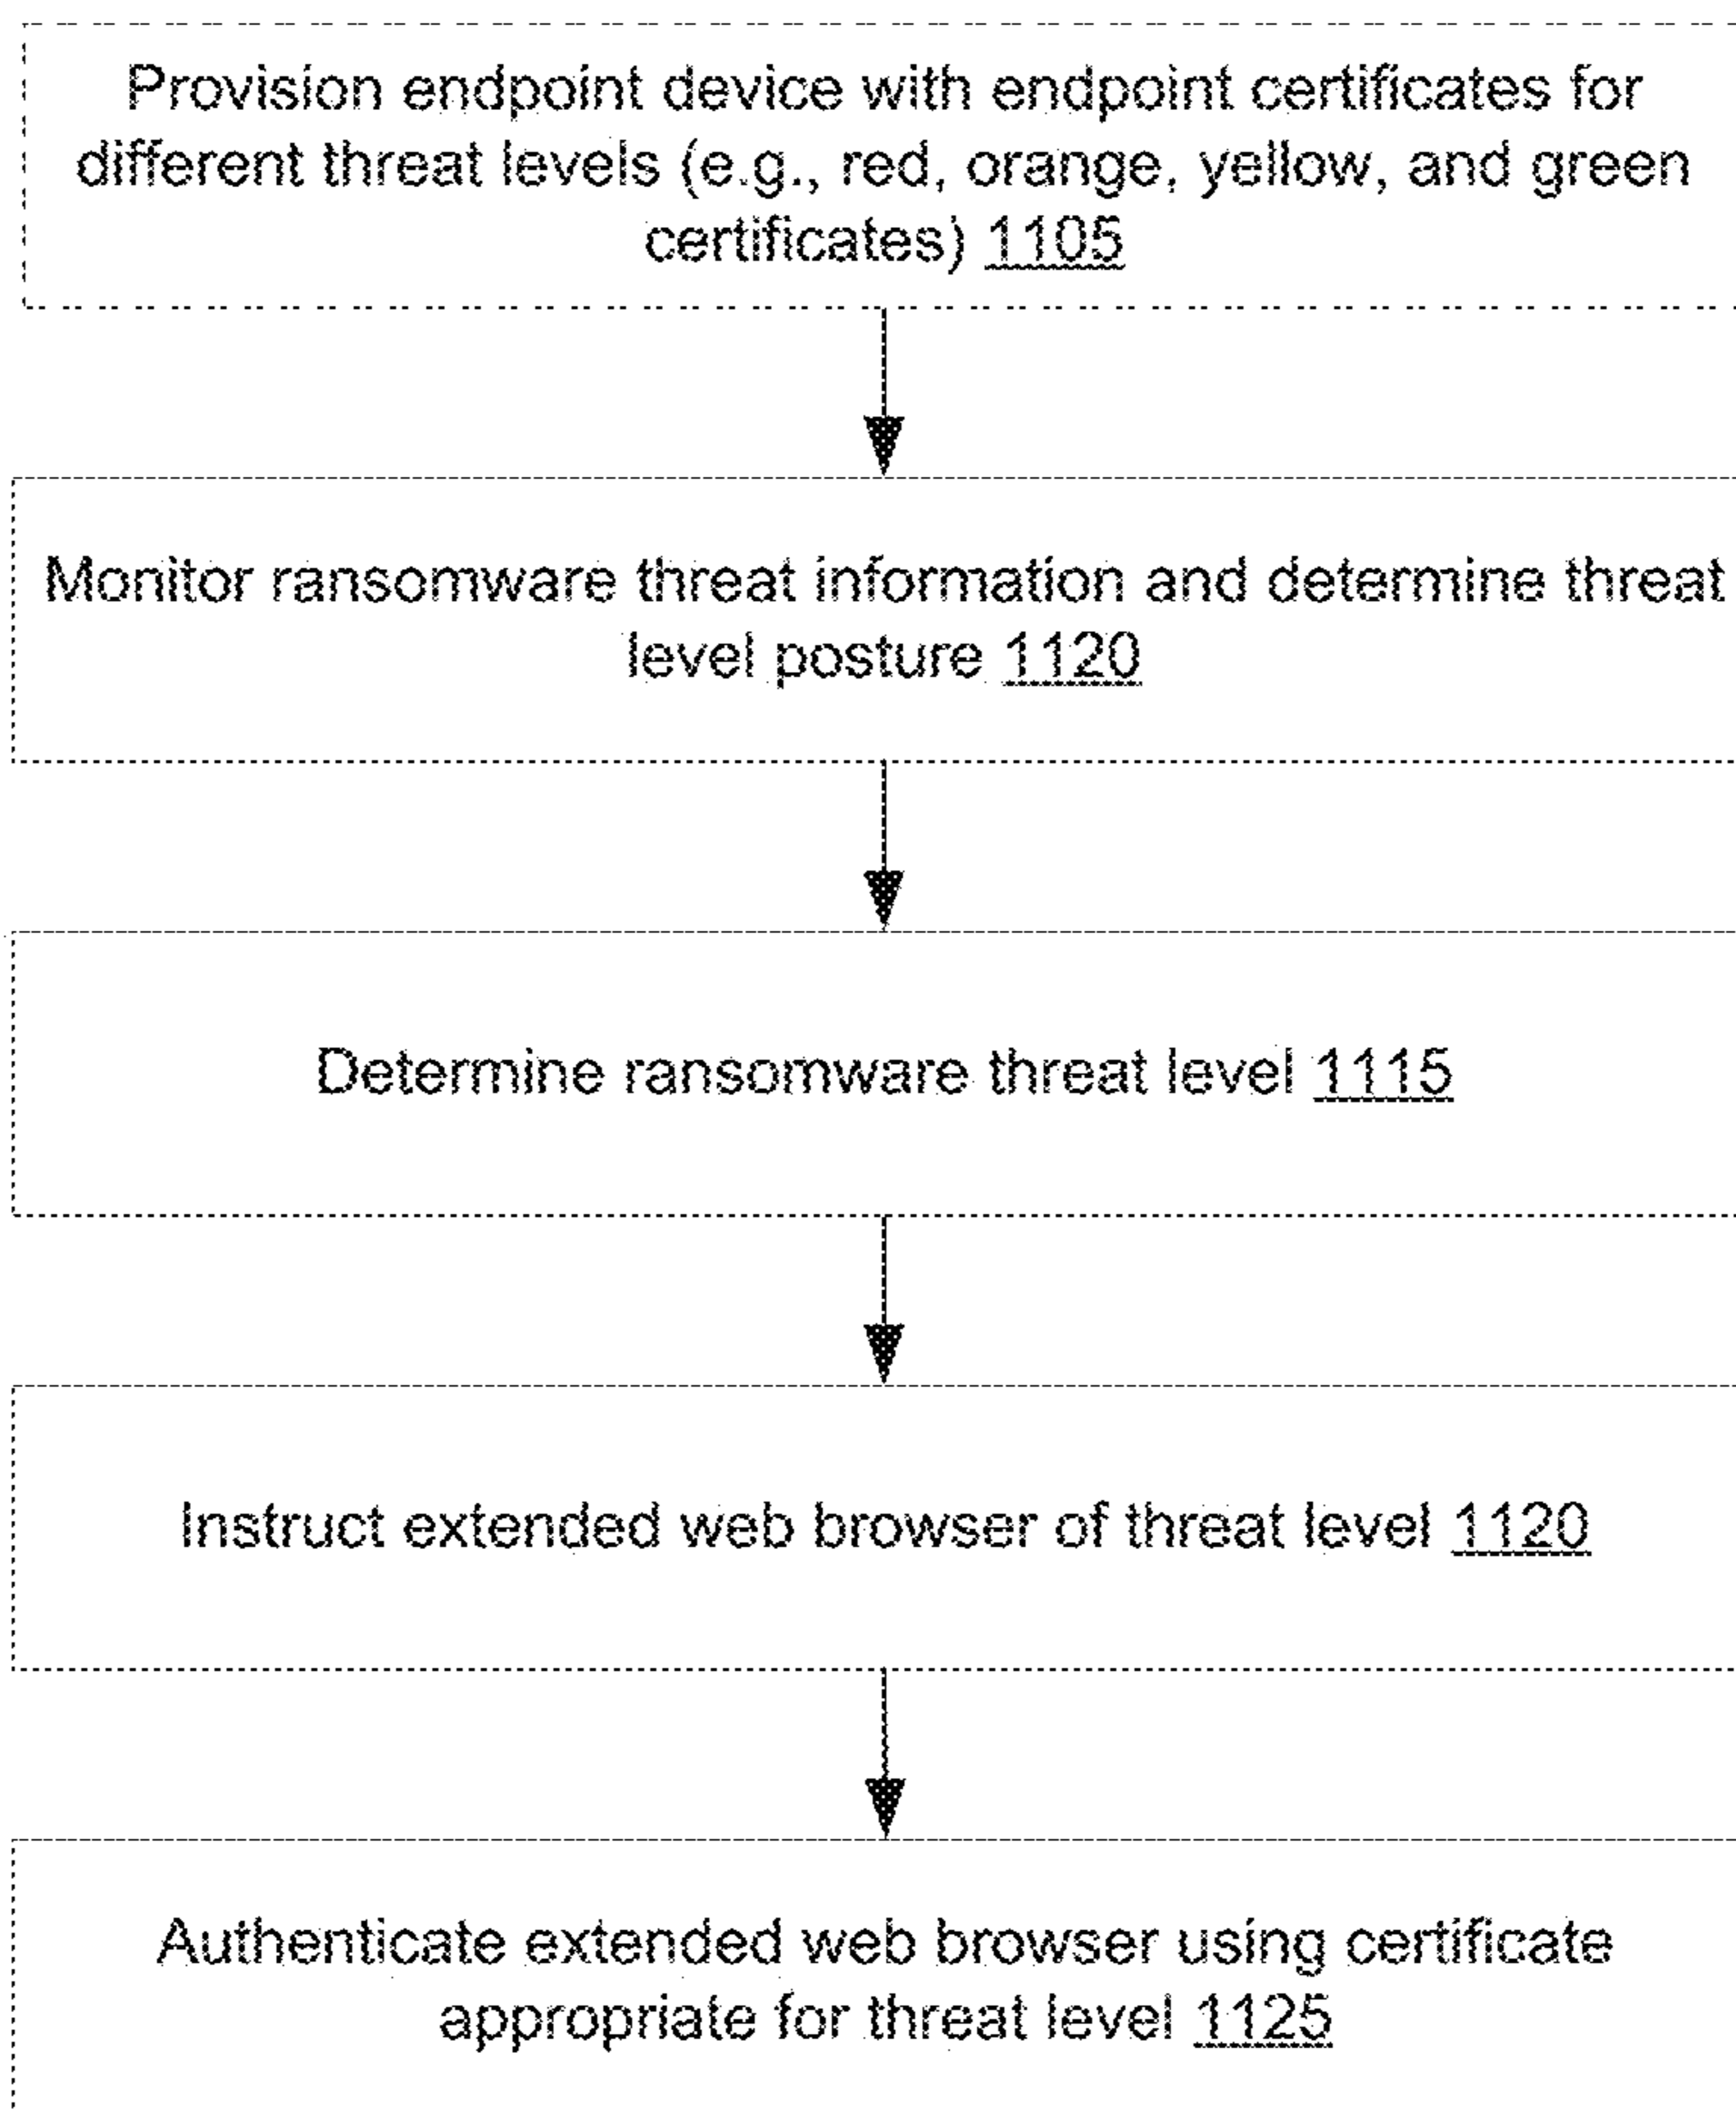 Provision endpoint device with endpoint certificates for
different threat levels (e.g., red, orange, yellow, and green
certificates) 1105
Monitor ransomware threat information and determine threat
level posture 1120
Determine ransomware threat level 1115
Instruct extended web browser of threat level 1120
Authenticate extended web browser using certificate
appropriate for threat level 1125